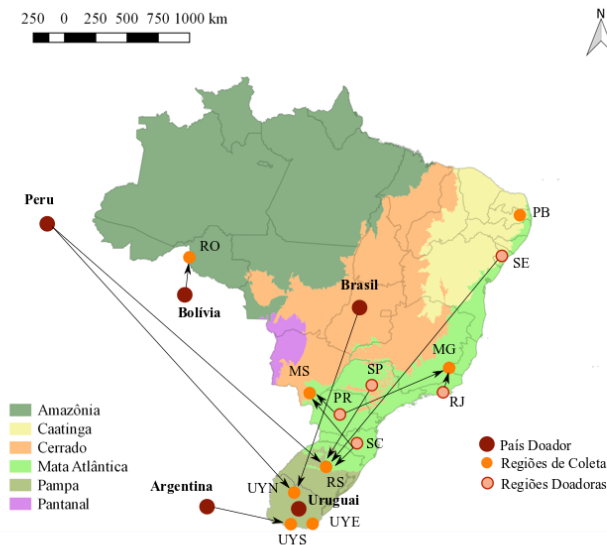 250 0 250 500 750 1000 km
N
Peru
PB
RO
SE
Brasil
Bolívia
MG
MS
SP
PR
RJ
SC
Amazônia
Caatinga
Cerrado
Mata Atlântica
Pampa
Pantanal
País Doador
Regiões de Coleta
Regiões Doadoras
RS
Argentina
UYN
Uruguai
UYE
UYS